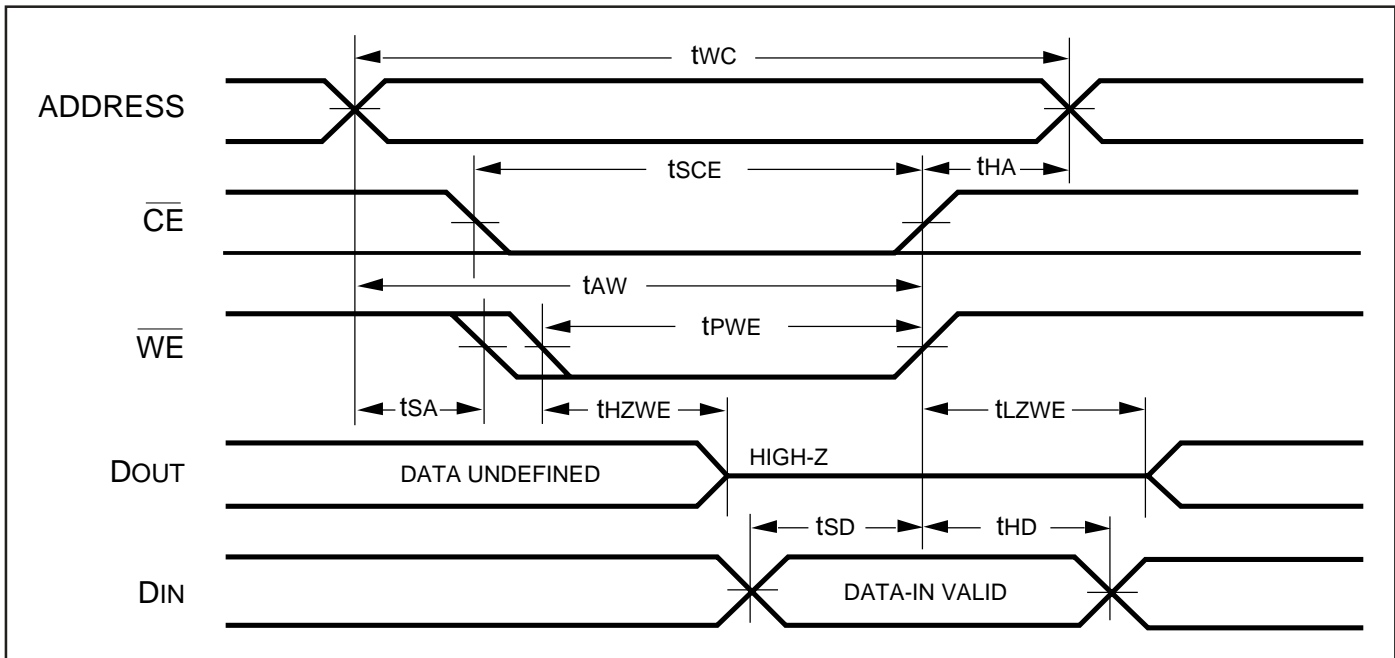 tWC
ADDRESS
tSCE
tHA
CE
tAW
tPWE
WE
tSA
tHZWE
tLZWE
DOUT
DATA UNDEFINED
HIGH-Z
tSD
tHD
DIN
DATA-IN VALID